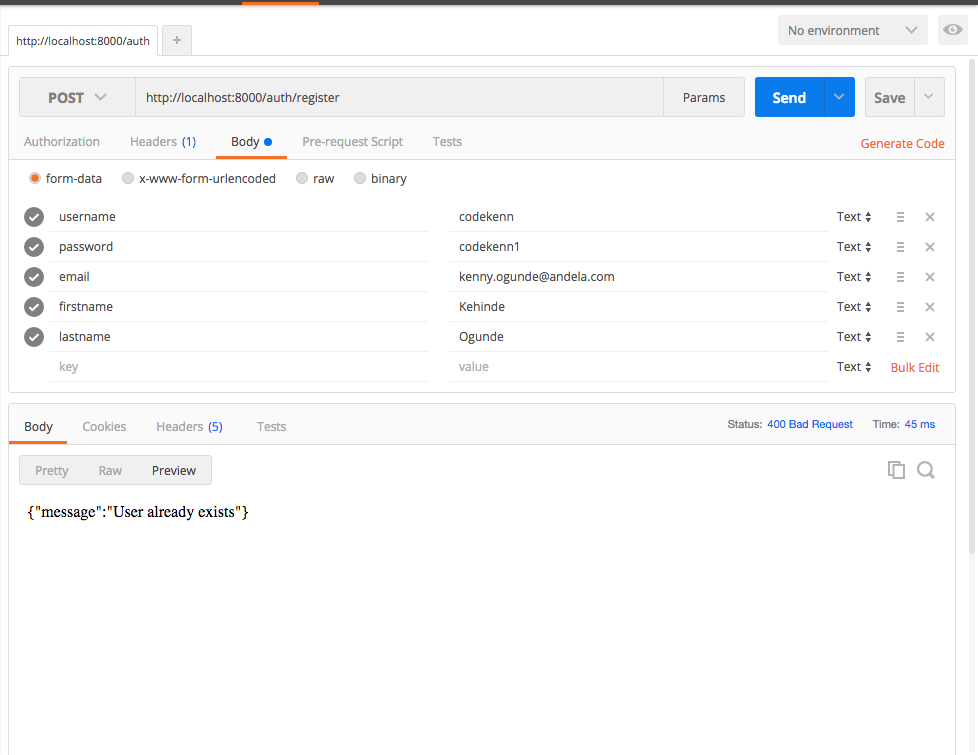 http://localhost:8000/auth + No environment
POST http://localhost:8000/auth/register Params Send Save
Authorization Headers (1) Body Pre-request Script Tests Generate Code
form-data x-www-form-urlencoded raw binary
username codekenn Text
password codekenn1 Text
email kenny.ogunde@andela.com Text
firstname Kehinde Text
lastname Ogunde Text
key value Text Bulk Edit
Body Cookies Headers (5) Tests Status: 400 Bad Request Time: 45 ms
Pretty Raw Preview
{"message":"User already exists"}